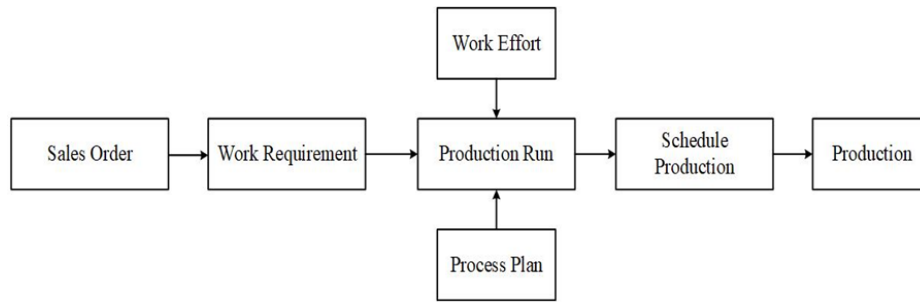 Work Effort
Sales Order
Work Requirement
Production Run
Schedule
Production
Production
Process Plan